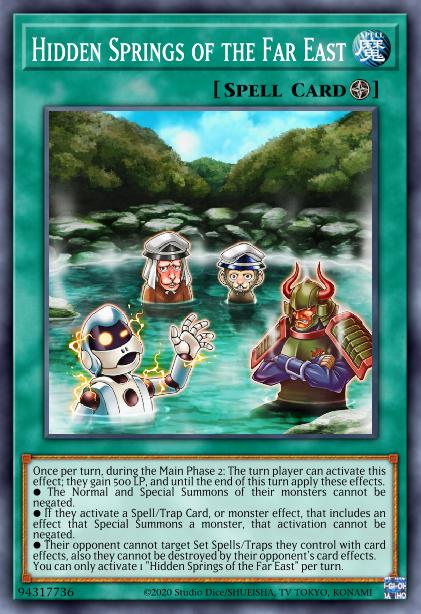 HIDDEN SPRINGS OF THE FAR EAST
SPELL
魔
[SPELL CARD]
Once per turn, during the Main Phase 2: The turn player can activate this
effect; they gain 500 LP, and until the end of this turn apply these effects.
● The Normal and Special Summons of their monsters cannot be
negated.
● If they activate a Spell/Trap Card, or monster effect, that includes an
effect that Special Summons a monster, that activation cannot be
negated.
● Their opponent cannot target Set Spells/Traps they control with card
effects, also they cannot be destroyed by their opponent's card effects.
You can only activate 1 "Hidden Springs of the Far East" per turn.
94317736
©2020 Studio Dice/SHUEISHA, TV TOKYO, KONAMI